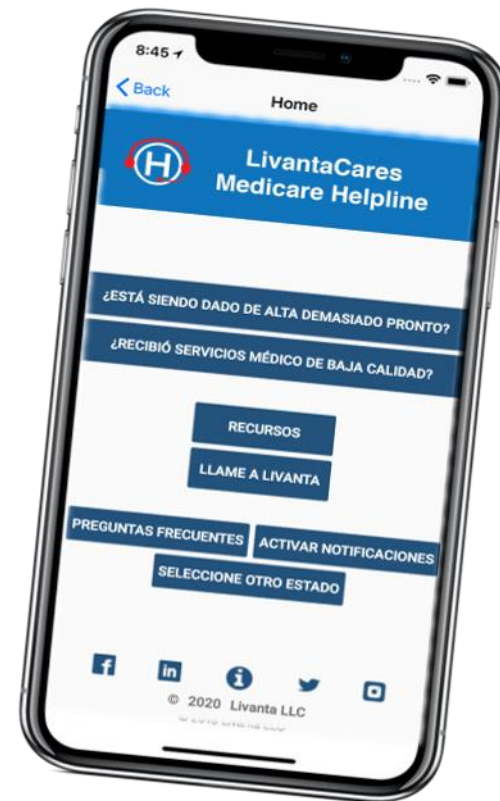 8:45
Back
Home
H
LivantaCares
Medicare Helpline
¿ESTÁ SIENDO DADO DE ALTA DEMASIADO PRONTO?
¿RECIBIÓ SERVICIOS MÉDICO DE BAJA CALIDAD?
RECURSOS
LLAME A LIVANTA
PREGUNTAS FRECUENTES ACTIVAR NOTIFICACIONES
SELECCIONE OTRO ESTADO
f in i
© 2020 Livanta LLC